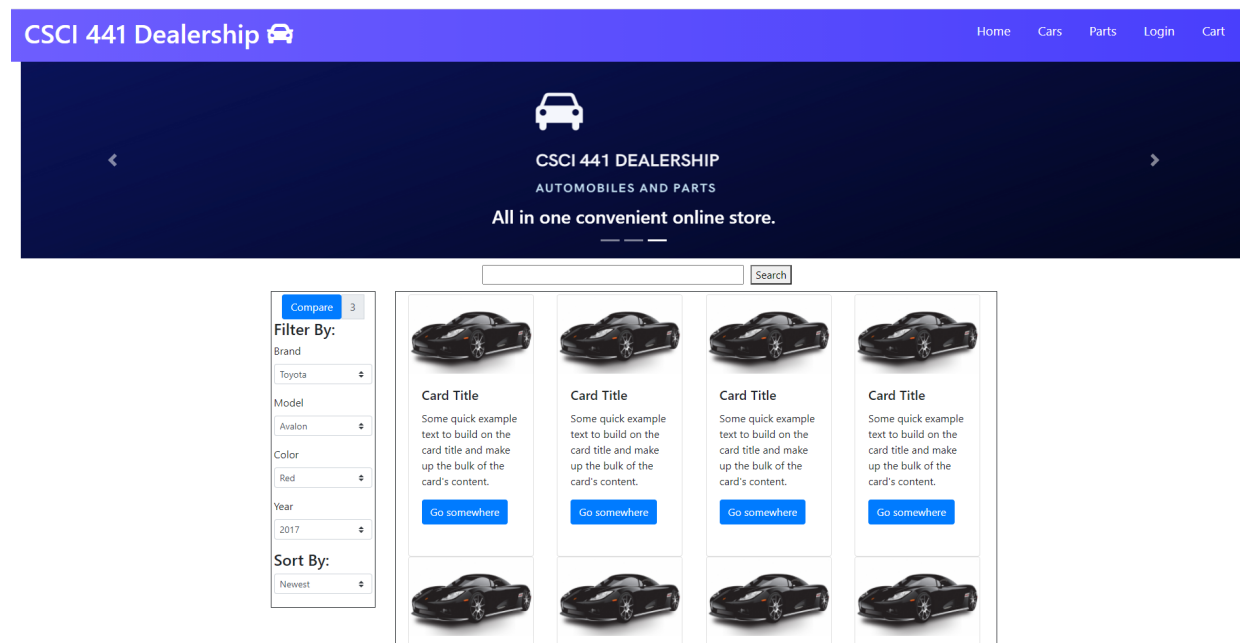 CSCI 441 Dealership
Home Cars Parts Login Cart
CSCI 441 DEALERSHIP
AUTOMOBILES AND PARTS
All in one convenient online store.
Search
Compare 3
Filter By:
Brand
Toyota
Model
Avalon
Color
Red
Year
2017
Sort By:
Newest
Card Title
Some quick example
text to build on the
card title and make
up the bulk of the
card's content.
Go somewhere
Card Title
Some quick example
text to build on the
card title and make
up the bulk of the
card's content.
Go somewhere
Card Title
Some quick example
text to build on the
card title and make
up the bulk of the
card's content.
Go somewhere
Card Title
Some quick example
text to build on the
card title and make
up the bulk of the
card's content.
Go somewhere